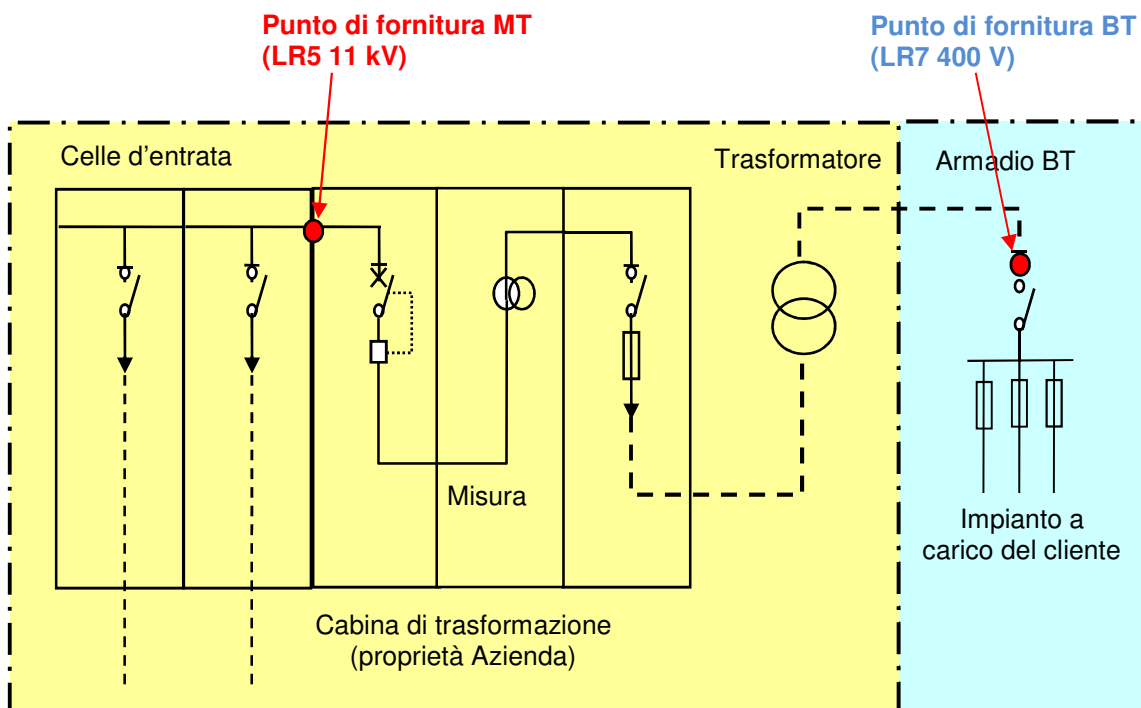 Punto di fornitura MT
(LR5 11 kV)
Punto di fornitura BT
(LR7 400 V)
Celle d'entrata
Trasformatore
Armadio BT
Misura
Impianto a
carico del cliente
Cabina di trasformazione
(proprietà Azienda)